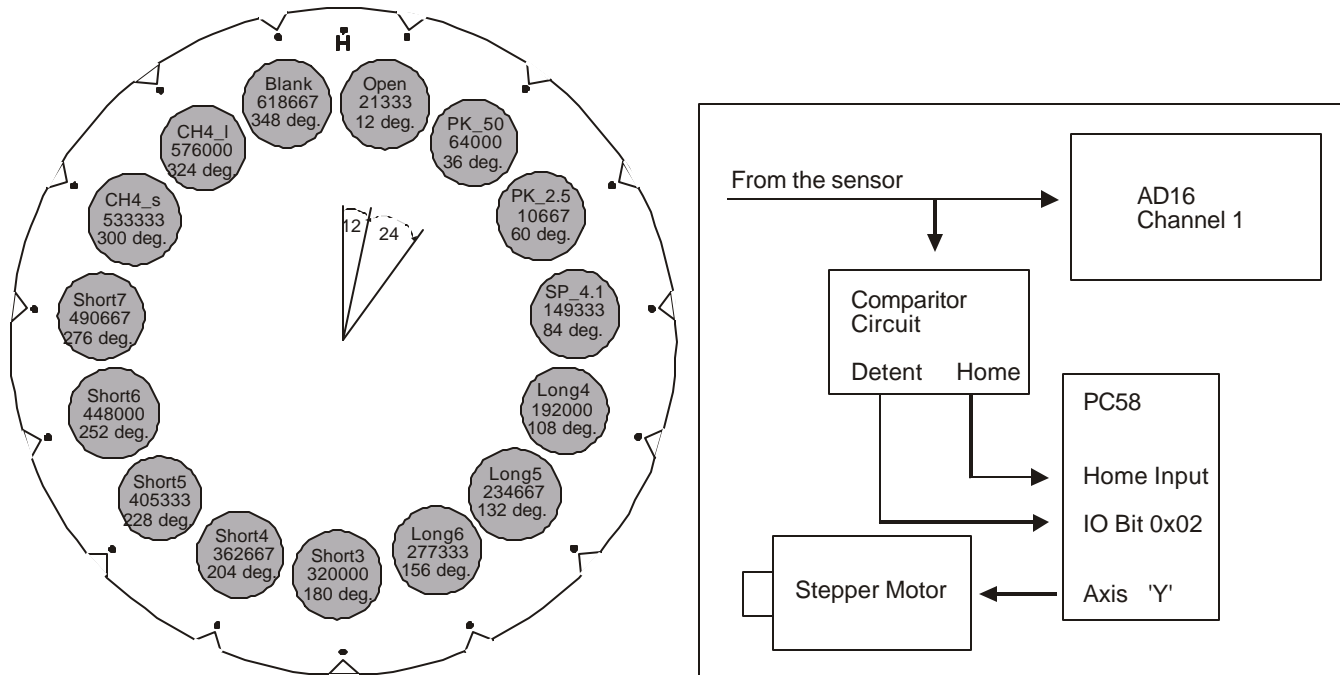 H
Blank
618667
348 deg.
Open
21333
12 deg.
PK_50
64000
36 deg.
PK_2.5
10667
60 deg.
SP_4.1
149333
84 deg.
Long4
192000
108 deg.
Long5
234667
132 deg.
Long6
277333
156 deg.
Short3
320000
180 deg.
Short4
362667
204 deg.
Short5
405333
228 deg.
Short6
448000
252 deg.
Short7
490667
276 deg.
CH4_s
533333
300 deg.
CH4_l
576000
324 deg.
12
24
From the sensor
AD16
Channel 1
Comparitor
Circuit
Detent Home
PC58
Home Input
IO Bit 0x02
Axis 'Y'
Stepper Motor